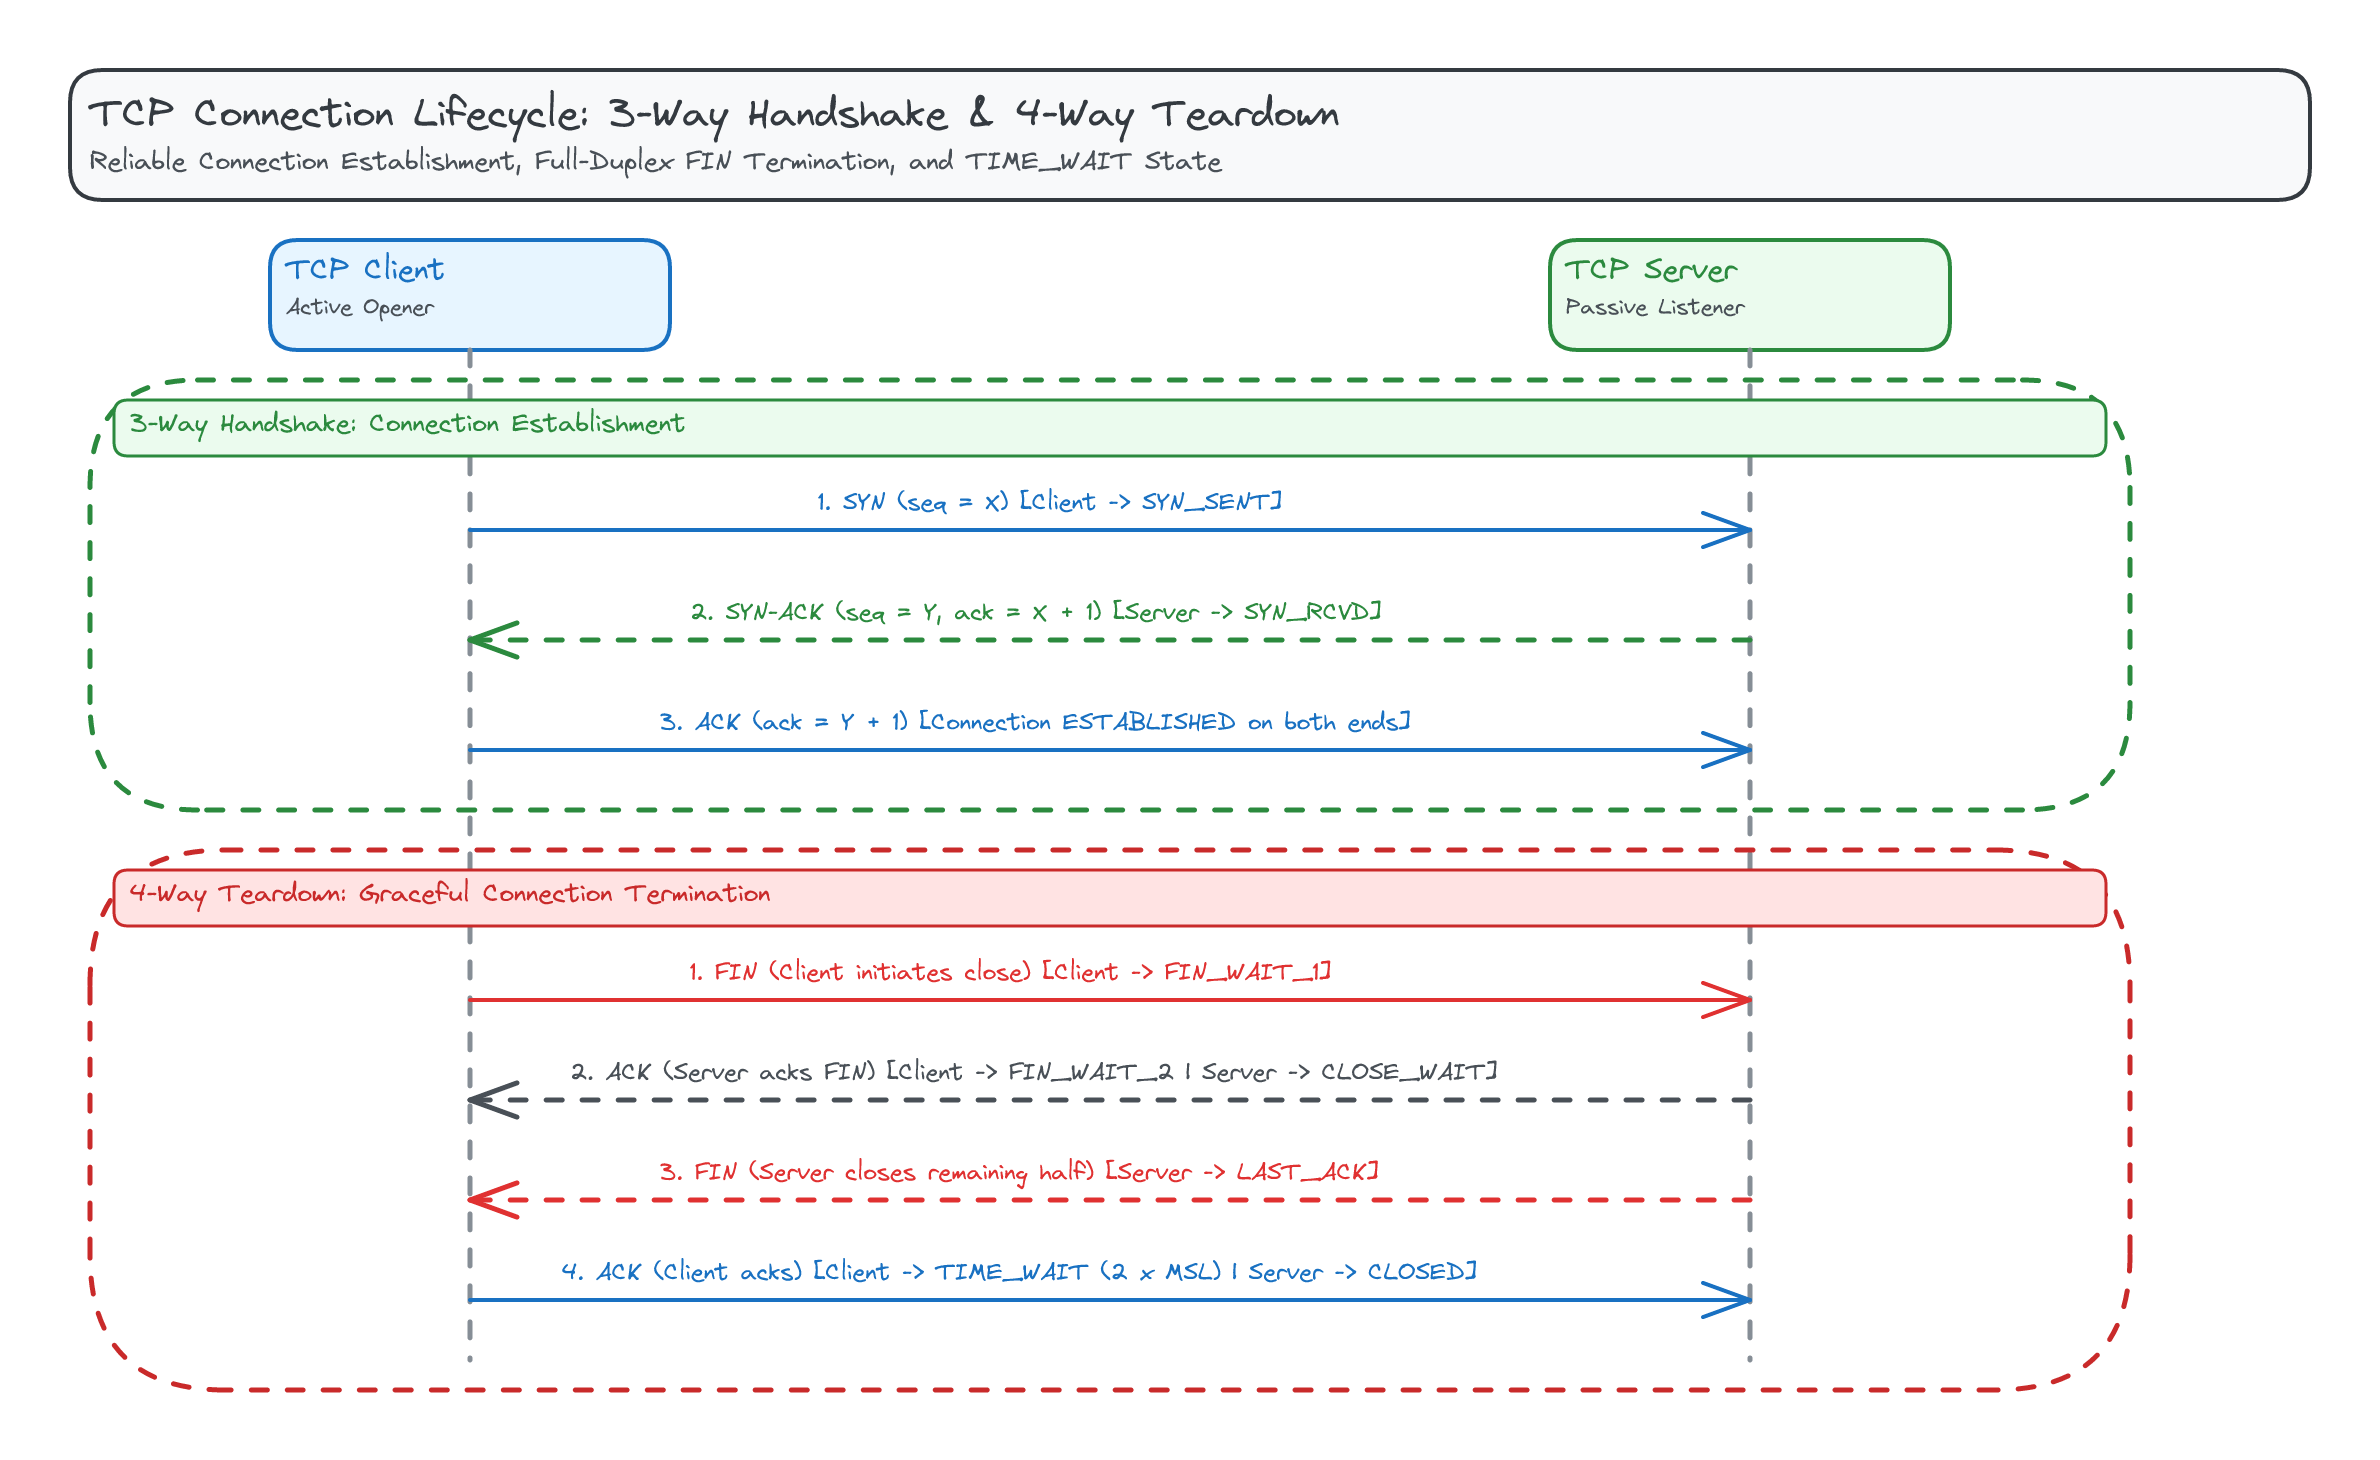 TCP Connection Lifecycle: 3-Way Handshake & 4-Way Teardown
Reliable Connection Establishment, Full-Duplex FIN Termination, and TIME_WAIT State
TCP Client
Active Opener
TCP Server
Passive Listener
3-Way Handshake: Connection Establishment
1. SYN (seq = X) [Client -> SYN_SENT]
2. SYN-ACK (seq = Y, ack = X + 1) [Server -> SYN_RCVD]
3. ACK (ack = Y + 1) [Connection ESTABLISHED on both ends]
4-Way Teardown: Graceful Connection Termination
1. FIN (Client initiates close) [Client -> FIN_WAIT_1]
2. ACK (Server acks FIN) [Client -> FIN_WAIT_2 | Server -> CLOSE_WAIT]
3. FIN (Server closes remaining half) [Server -> LAST_ACK]
4. ACK (Client acks) [Client -> TIME_WAIT (2 x MSL) | Server -> CLOSED]